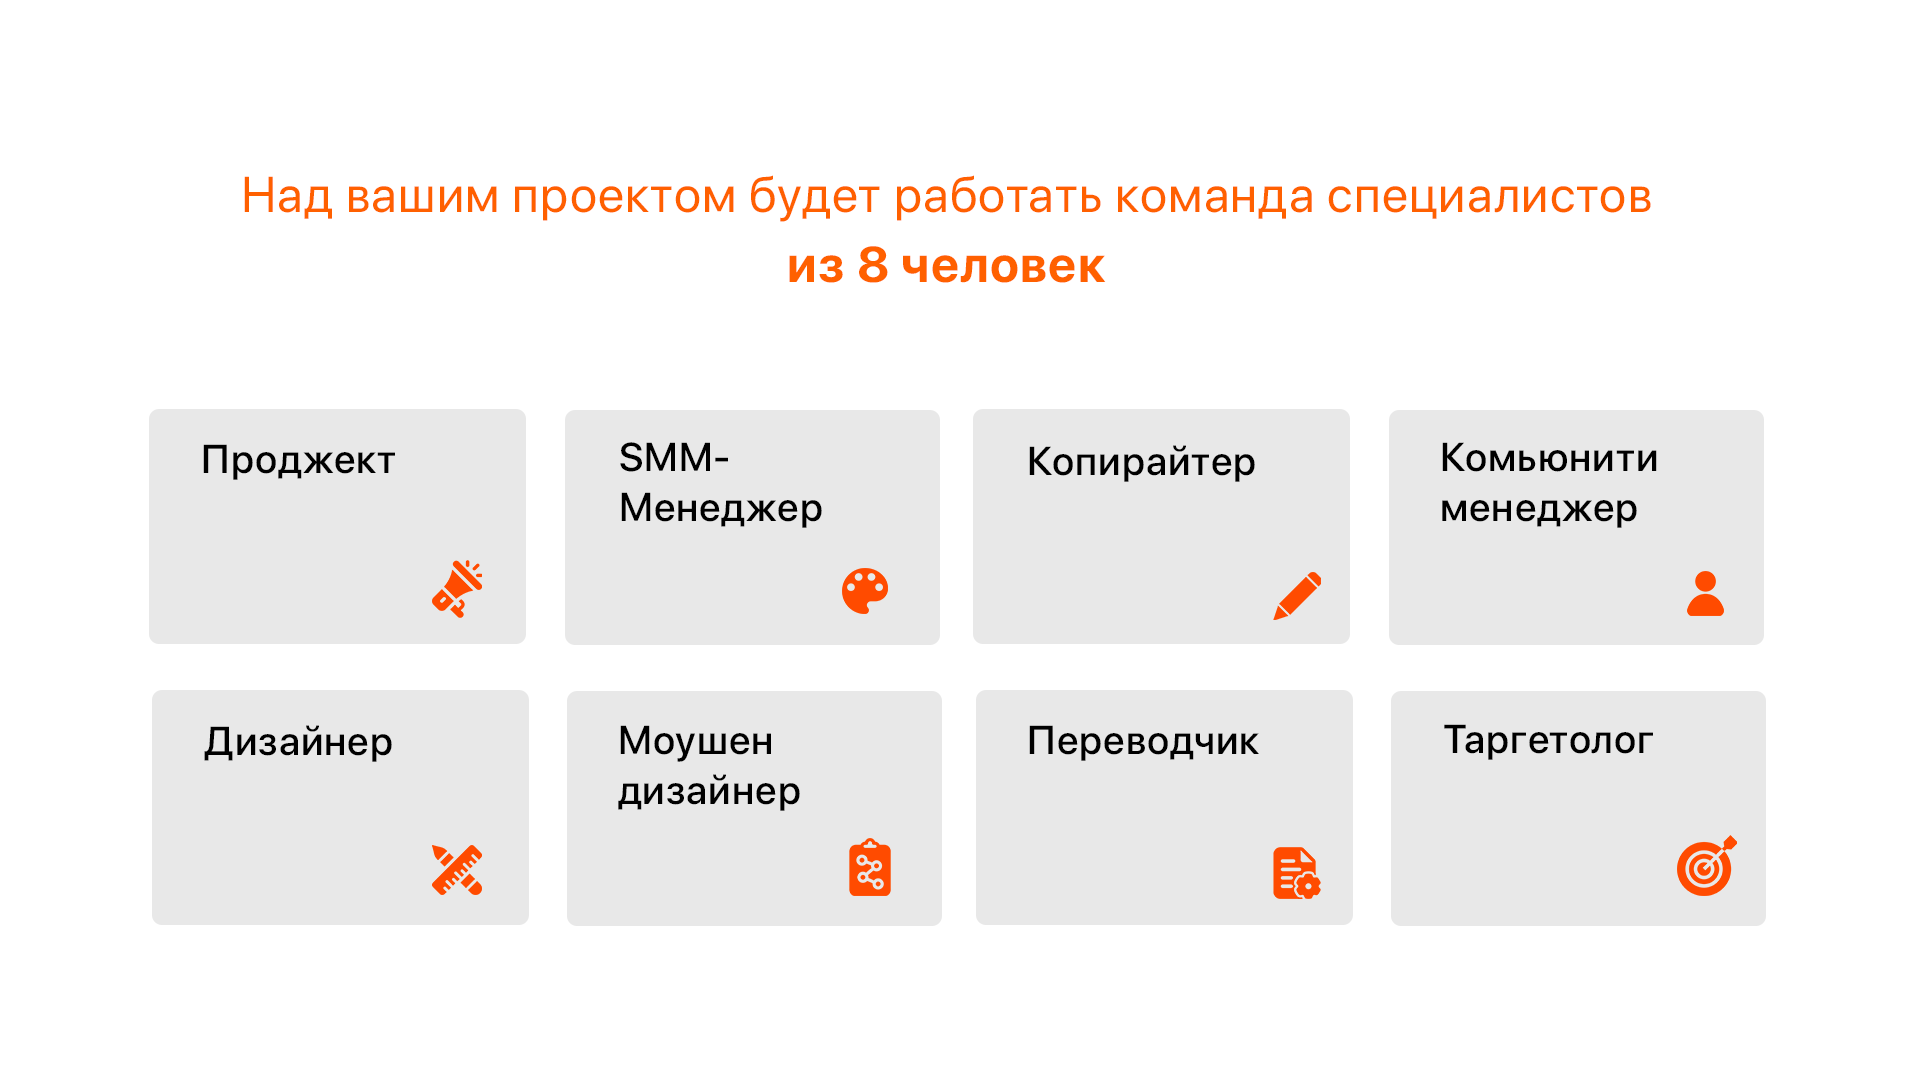 Над вашим проектом будет работать команда специалистов
из 8 человек
Проджект
SMM-
Менеджер
Копирайтер
Комьюнити
менеджер
Дизайнер
Моушен
дизайнер
Переводчик
Таргетолог